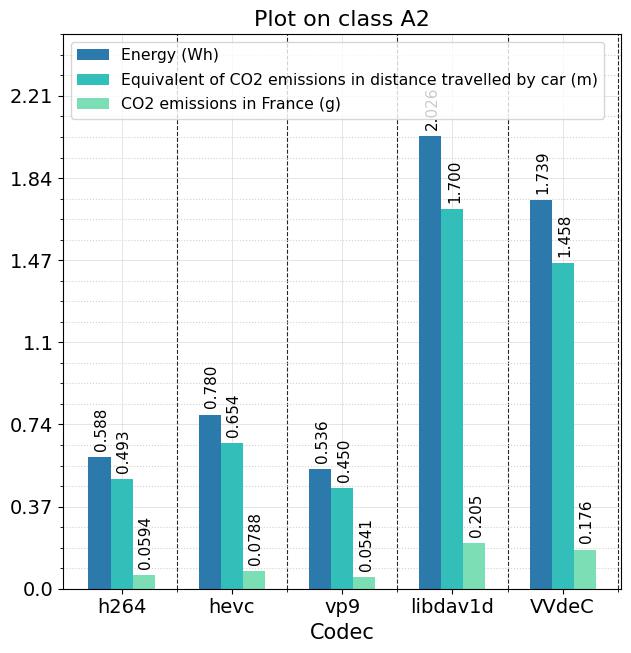 Plot on class A2
Energy (Wh)
Equivalent of CO2 emissions in distance travelled by car (m)
CO2 emissions in France (g)
2.21
1.84
1.47
1.1
0.74
0.37
0.0
0.588
0.493
0.0594
0.780
0.654
0.0788
0.536
0.450
0.0541
2.026
1.700
0.205
1.739
1.458
0.176
h264
hevc
vp9
libdav1d
VVdeC
Codec